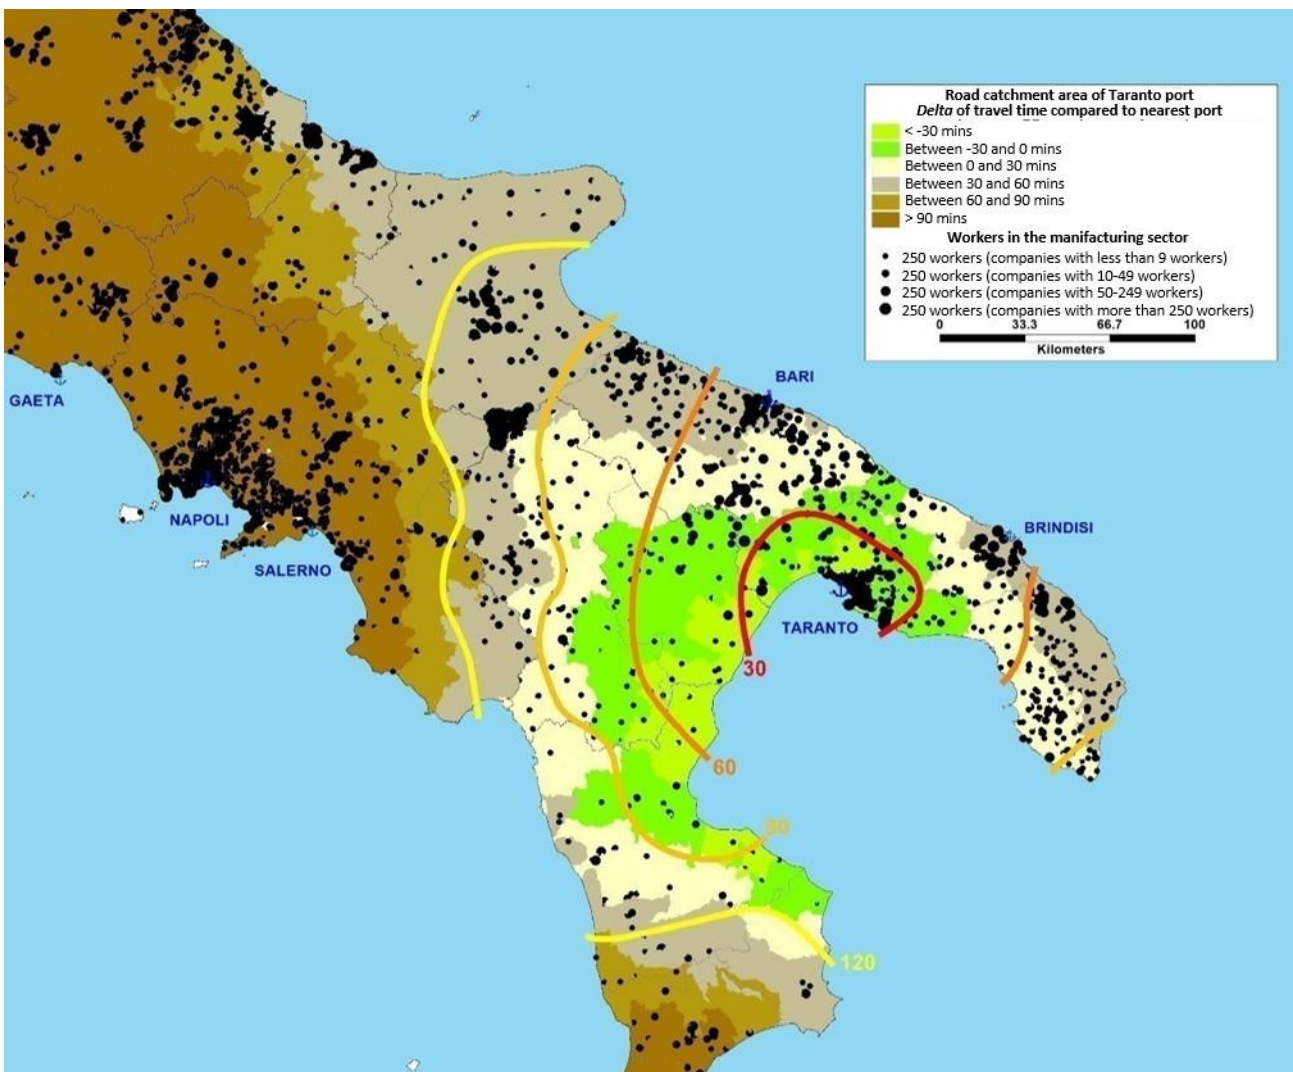 Road catchment area of Taranto port
Delta of travel time compared to nearest port
< -30 mins
Between -30 and 0 mins
Between 0 and 30 mins
Between 30 and 60 mins
Between 60 and 90 mins
> 90 mins
Workers in the manifacturing sector
250 workers (companies with less than 9 workers)
250 workers (companies with 10-49 workers)
250 workers (companies with 50-249 workers)
250 workers (companies with more than 250 workers)
0 33.3 66.7 100
Kilometers
BARI
GAETA
NAPOLI
BRINDISI
SALERNO
TARANTO
30
60
90
120